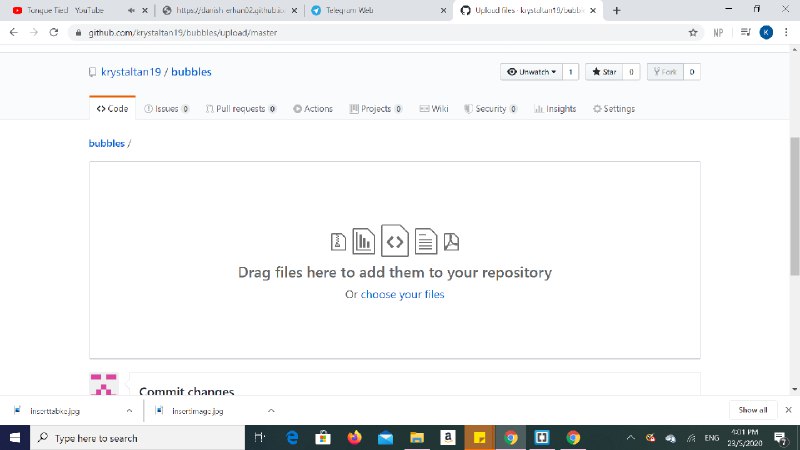 Tongue Tied - YouTube
https://danish-erhan02.github.io
Telegram Web
Upload files · krystaltan19/bubbl
github.com/krystaltan19/bubbles/upload/master
NP
K
krystaltan19 / bubbles
Unwatch 1
Star 0
Fork 0
Code
Issues 0
Pull requests 0
Actions
Projects 0
Wiki
Security 0
Insights
Settings
bubbles /
Drag files here to add them to your repository
Or choose your files
Commit changes
insertimage.jpg
Show all
Type here to search
a
ENG
4:01 PM
23/5/2020
7